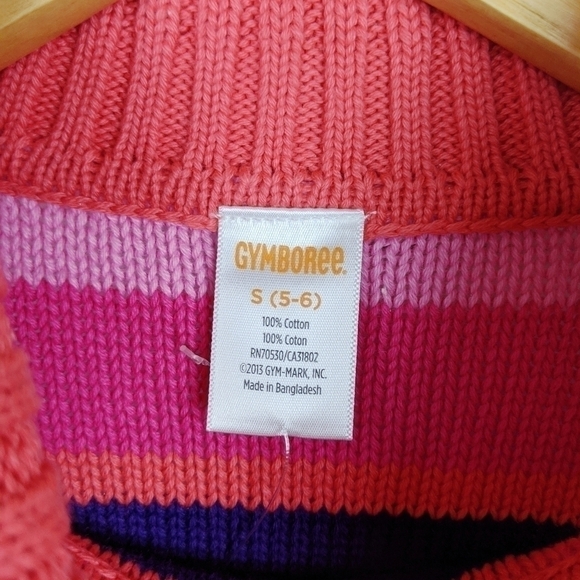 GYMBOREE.
S (5-6)
100% Cotton
100% Coton
RN70530/CA31802
©2013 GYM-MARK, INC.
Made in Bangladesh